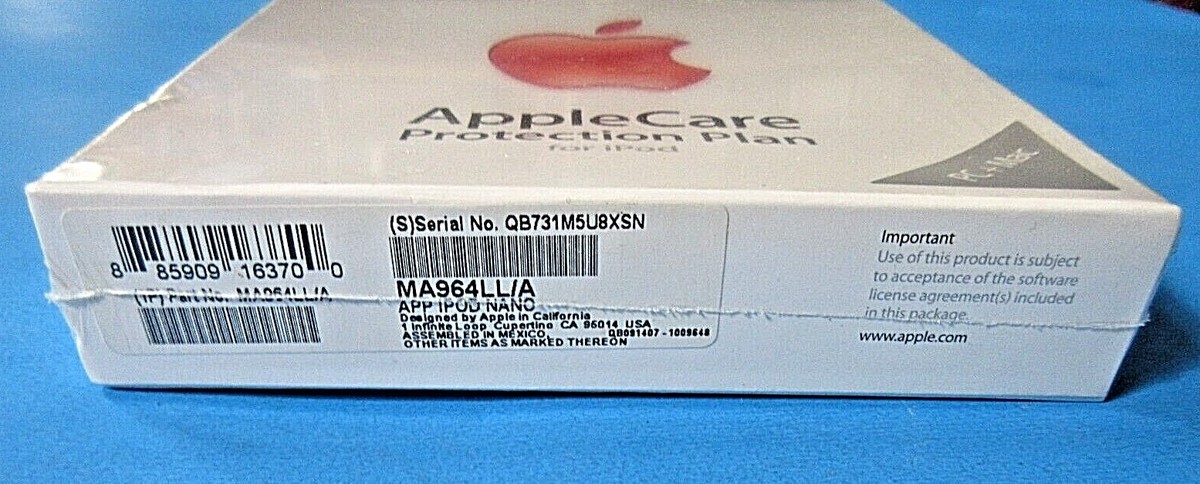 AppleCare
Protection Plan
for iPod
PC + Mac
(S)Serial No. QB731M5U8XSN
8 85909 16370 0
MA964LL/A
(1P) Part No. MA964LL/A
APP IPOD NANO
Designed by Apple in California
1 Infinite Loop Cupertino CA 95014 USA
ASSEMBLED IN MEXICO QB091407-1009648
OTHER ITEMS AS MARKED THEREON
Important
Use of this product is subject
to acceptance of the software
license agreement(s) included
in this package.
www.apple.com